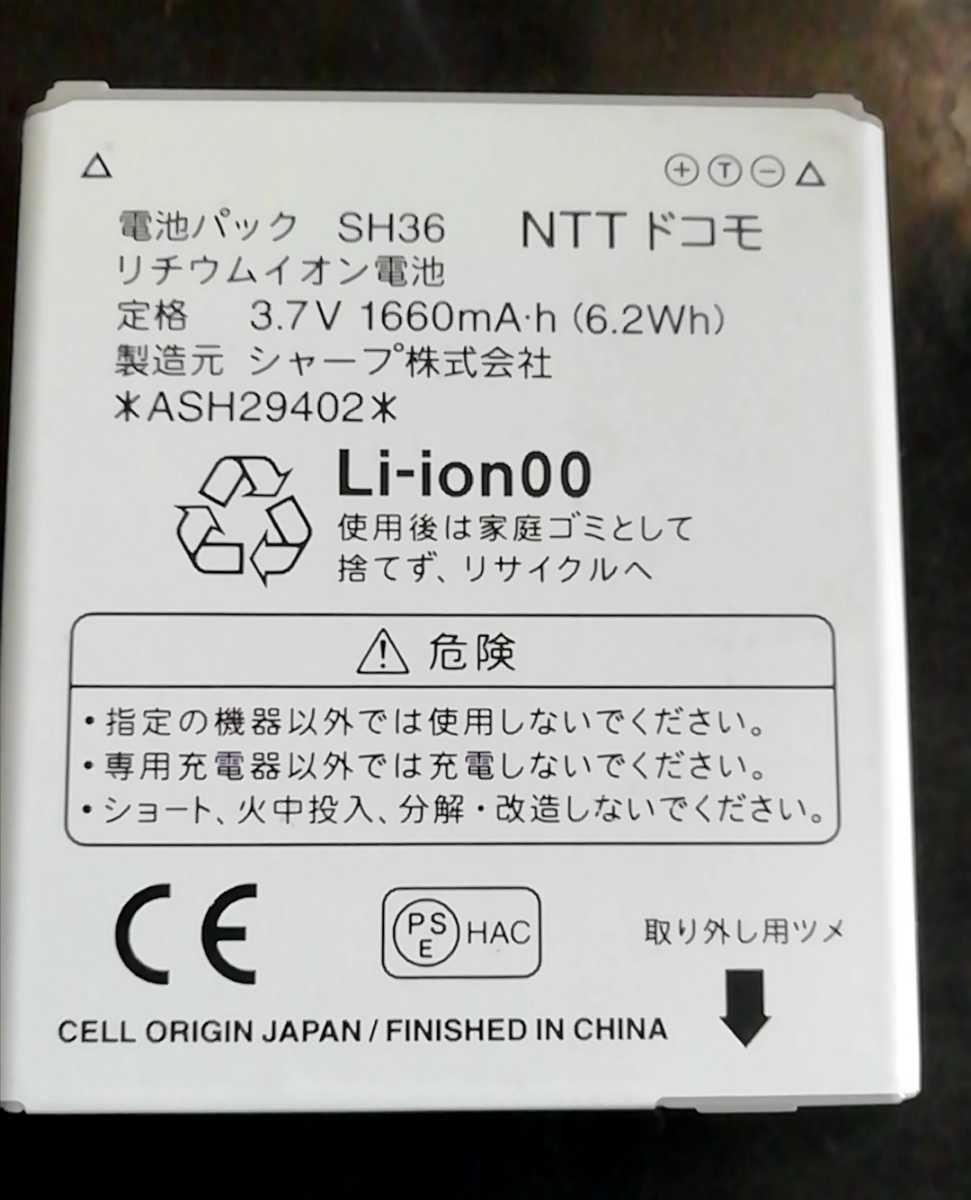 △ ⊕Ⓣ⊖△
電池パック SH36 NTTドコモ
リチウムイオン電池
定格 3.7V 1660mA·h (6.2Wh)
製造元 シャープ株式会社
＊ASH29402＊
Li-ion00
使用後は家庭ゴミとして
捨てず、リサイクルへ
⚠ 危険
・指定の機器以外では使用しないでください。
・専用充電器以外では充電しないでください。
・ショート、火中投入、分解・改造しないでください。
CE
PS
E
HAC
取り外し用ツメ
CELL ORIGIN JAPAN / FINISHED IN CHINA